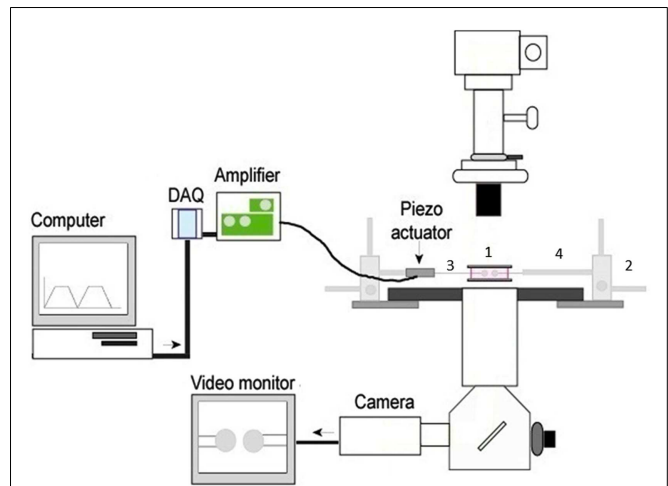 Amplifier
DAQ
Computer
Piezo
actuator
1
3
4
2
Video monitor
Camera